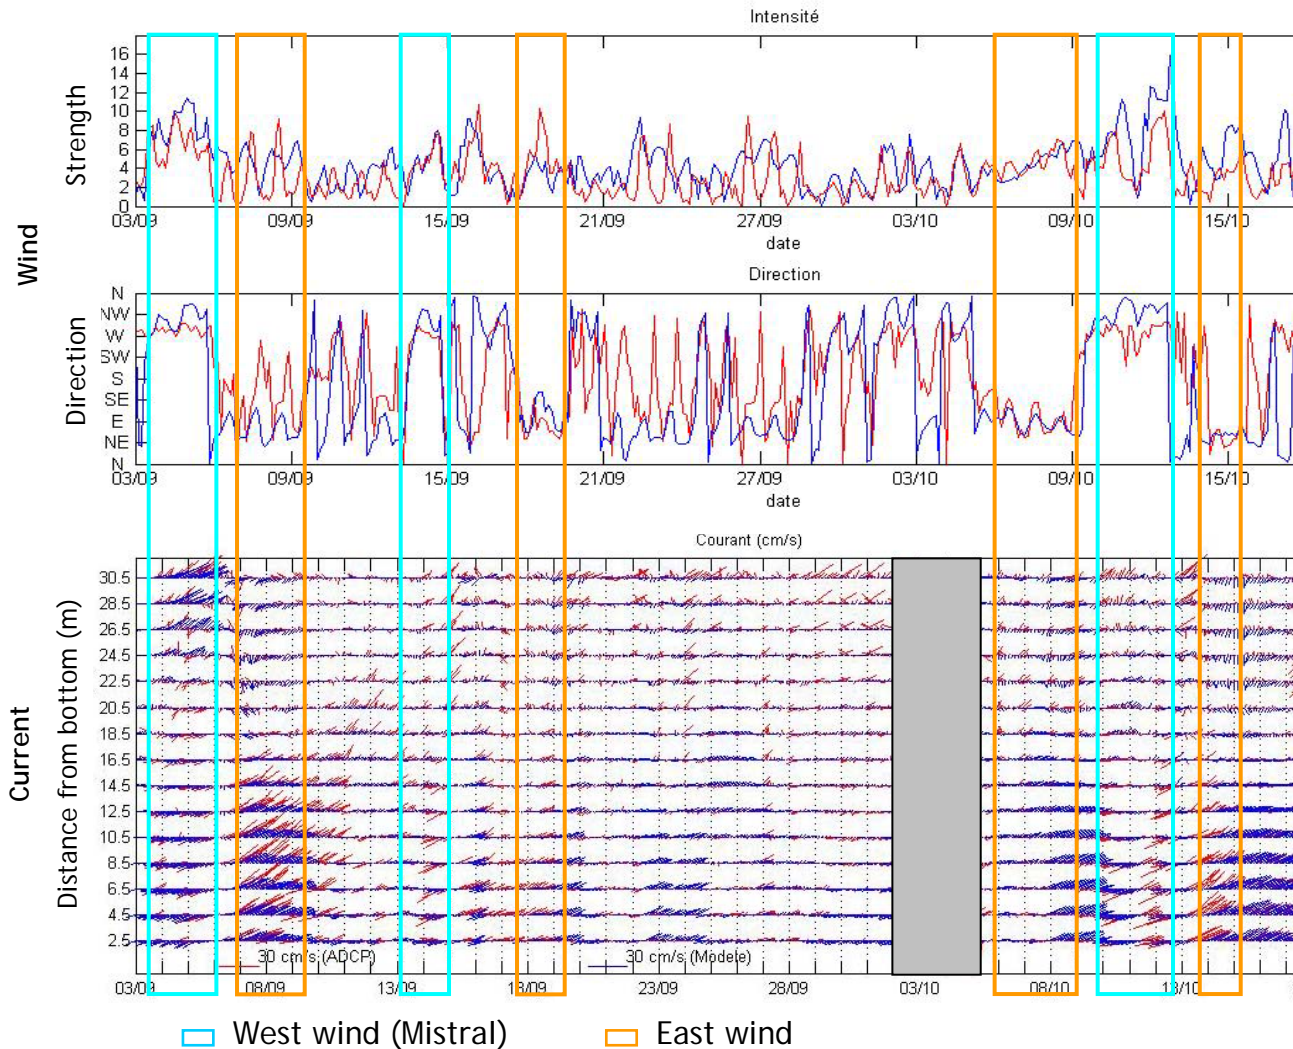 Intensité
Wind
Strength
16
14
12
10
8
6
4
2
0
03/09 09/09 15/09 21/09 27/09 03/10 09/10 15/10
date
Direction
Direction
N
NW
W
SW
S
SE
E
NE
N
03/09 09/09 15/09 21/09 27/09 03/10 09/10 15/10
date
Courant (cm/s)
Current
Distance from bottom (m)
30.5
28.5
26.5
24.5
22.5
20.5
18.5
16.5
14.5
12.5
10.5
8.5
6.5
4.5
2.5
30 cm/s (ADCP) 30 cm/s (Modele)
03/09 08/09 13/09 18/09 23/09 28/09 03/10 08/10 13/10
West wind (Mistral) East wind